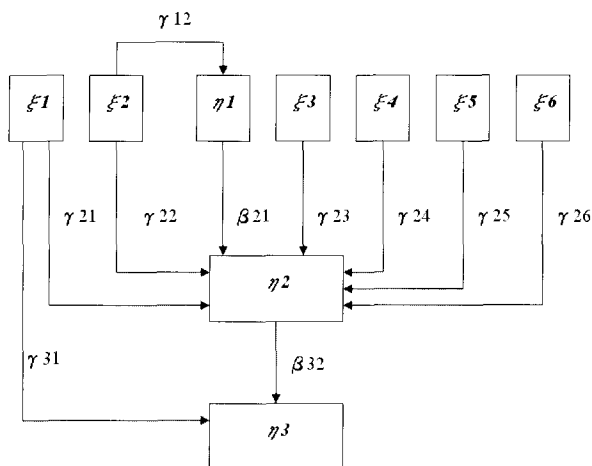 γ 12
ξ1 ξ2 η1 ξ3 ξ4 ξ5 ξ6
γ 21 γ 22 β 21 γ 23 γ 24 γ 25 γ 26
η2
γ 31 β 32
η3